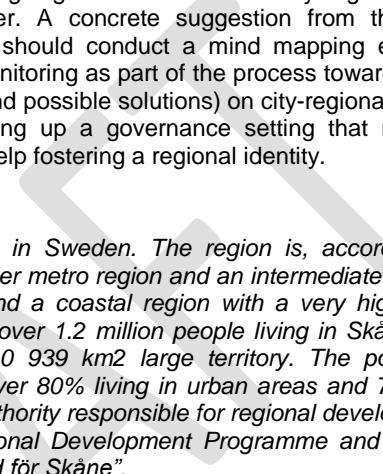 er. A concrete suggestion from th
should conduct a mind mapping e
nitoring as part of the process toward
nd possible solutions) on city-regiona
ing up a governance setting that
elp fostering a regional identity.
in Sweden. The region is, accor
er metro region and an intermediate
nd a coastal region with a very hig
over 1.2 million people living in Skå
0 939 km2 large territory. The po
ver 80% living in urban areas and 7
thority responsible for regional develo
onal Development Programme and
d för Skåne".